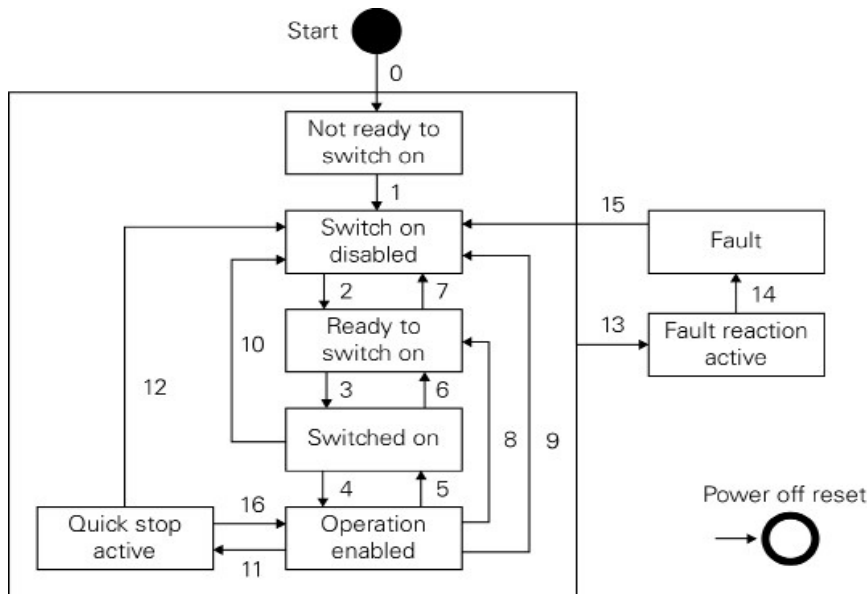 Start
0
Not ready to
switch on
1
15
Switch on
disabled
Fault
2
7
14
13
Ready to
switch on
Fault reaction
active
10
12
3
6
8
9
Switched on
4
5
Power off reset
16
Quick stop
active
Operation
enabled
11